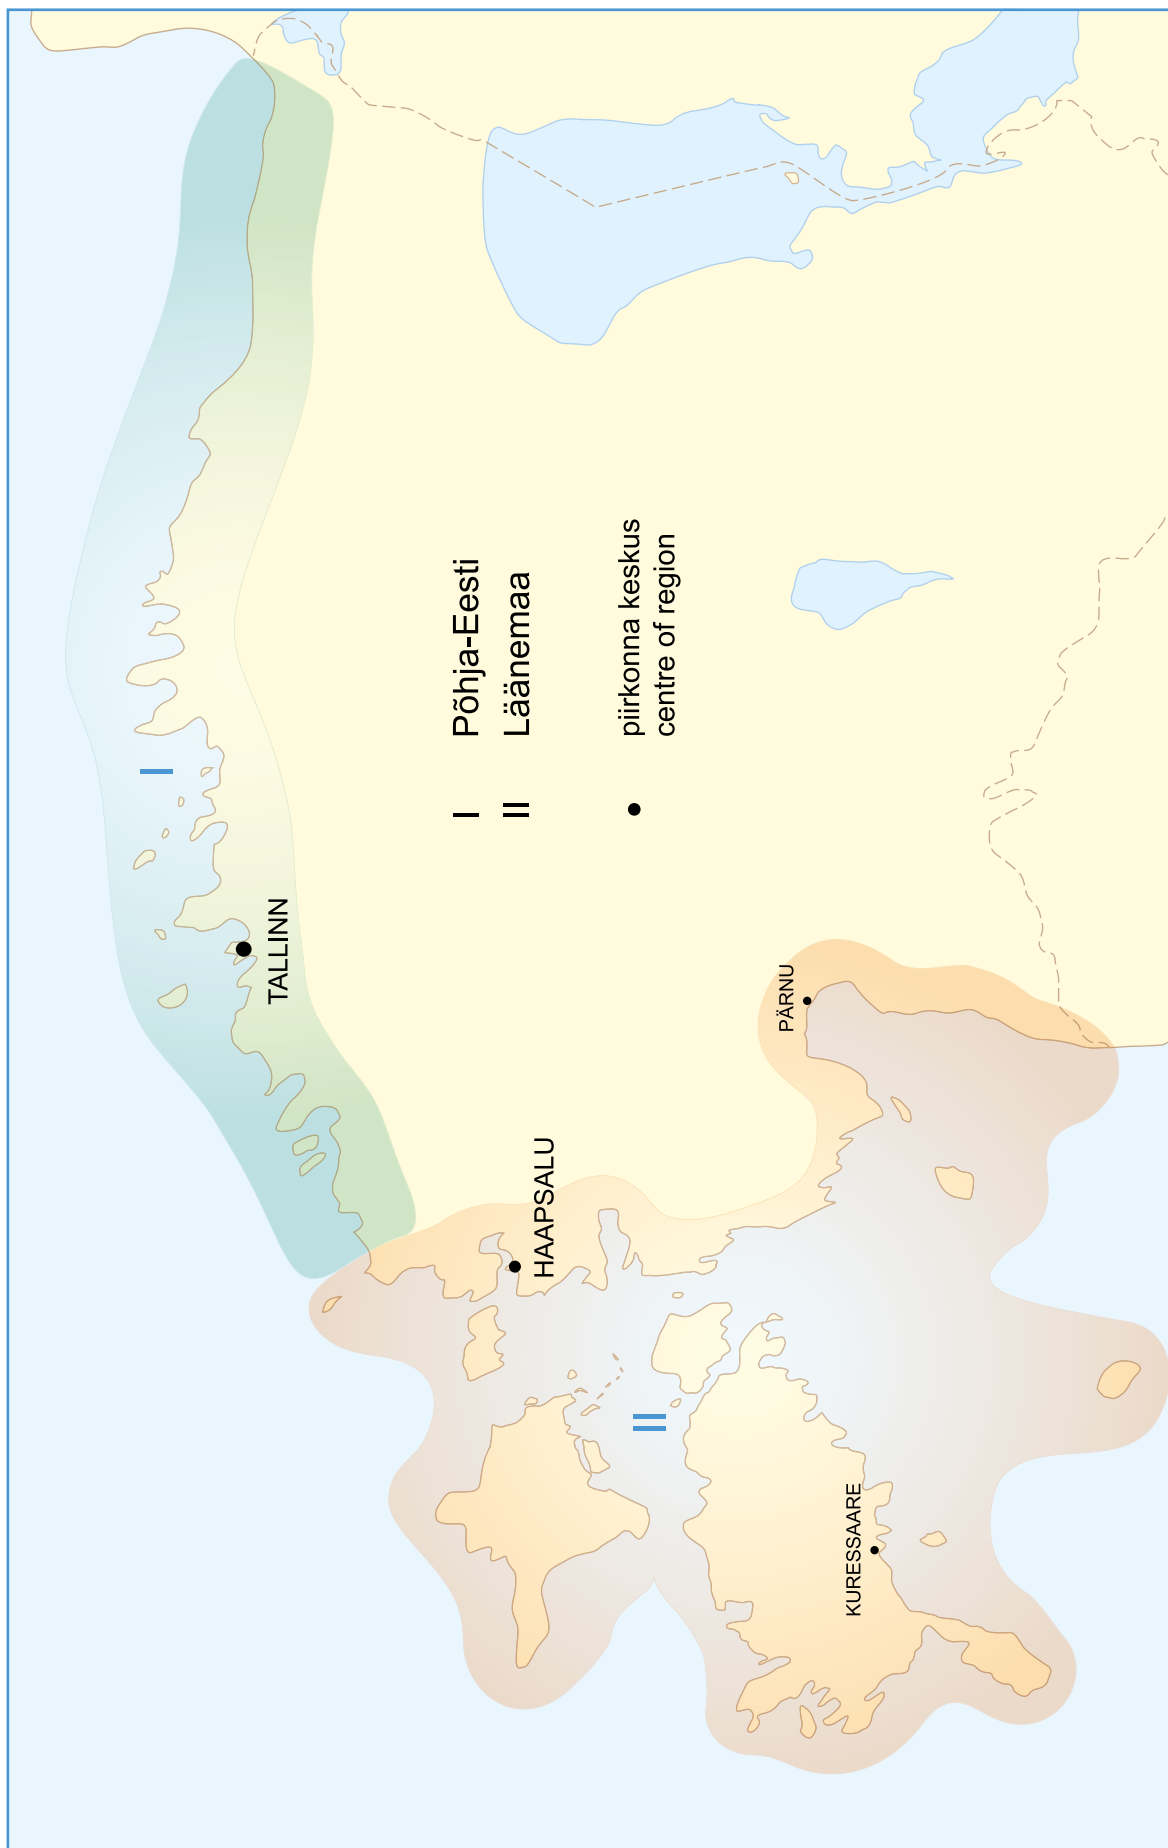 I
TALLINN
I Põhja-Eesti
II Läänemaa
piirkonna keskus
centre of region
HAAPSALU
PÄRNU
II
KURESSAARE